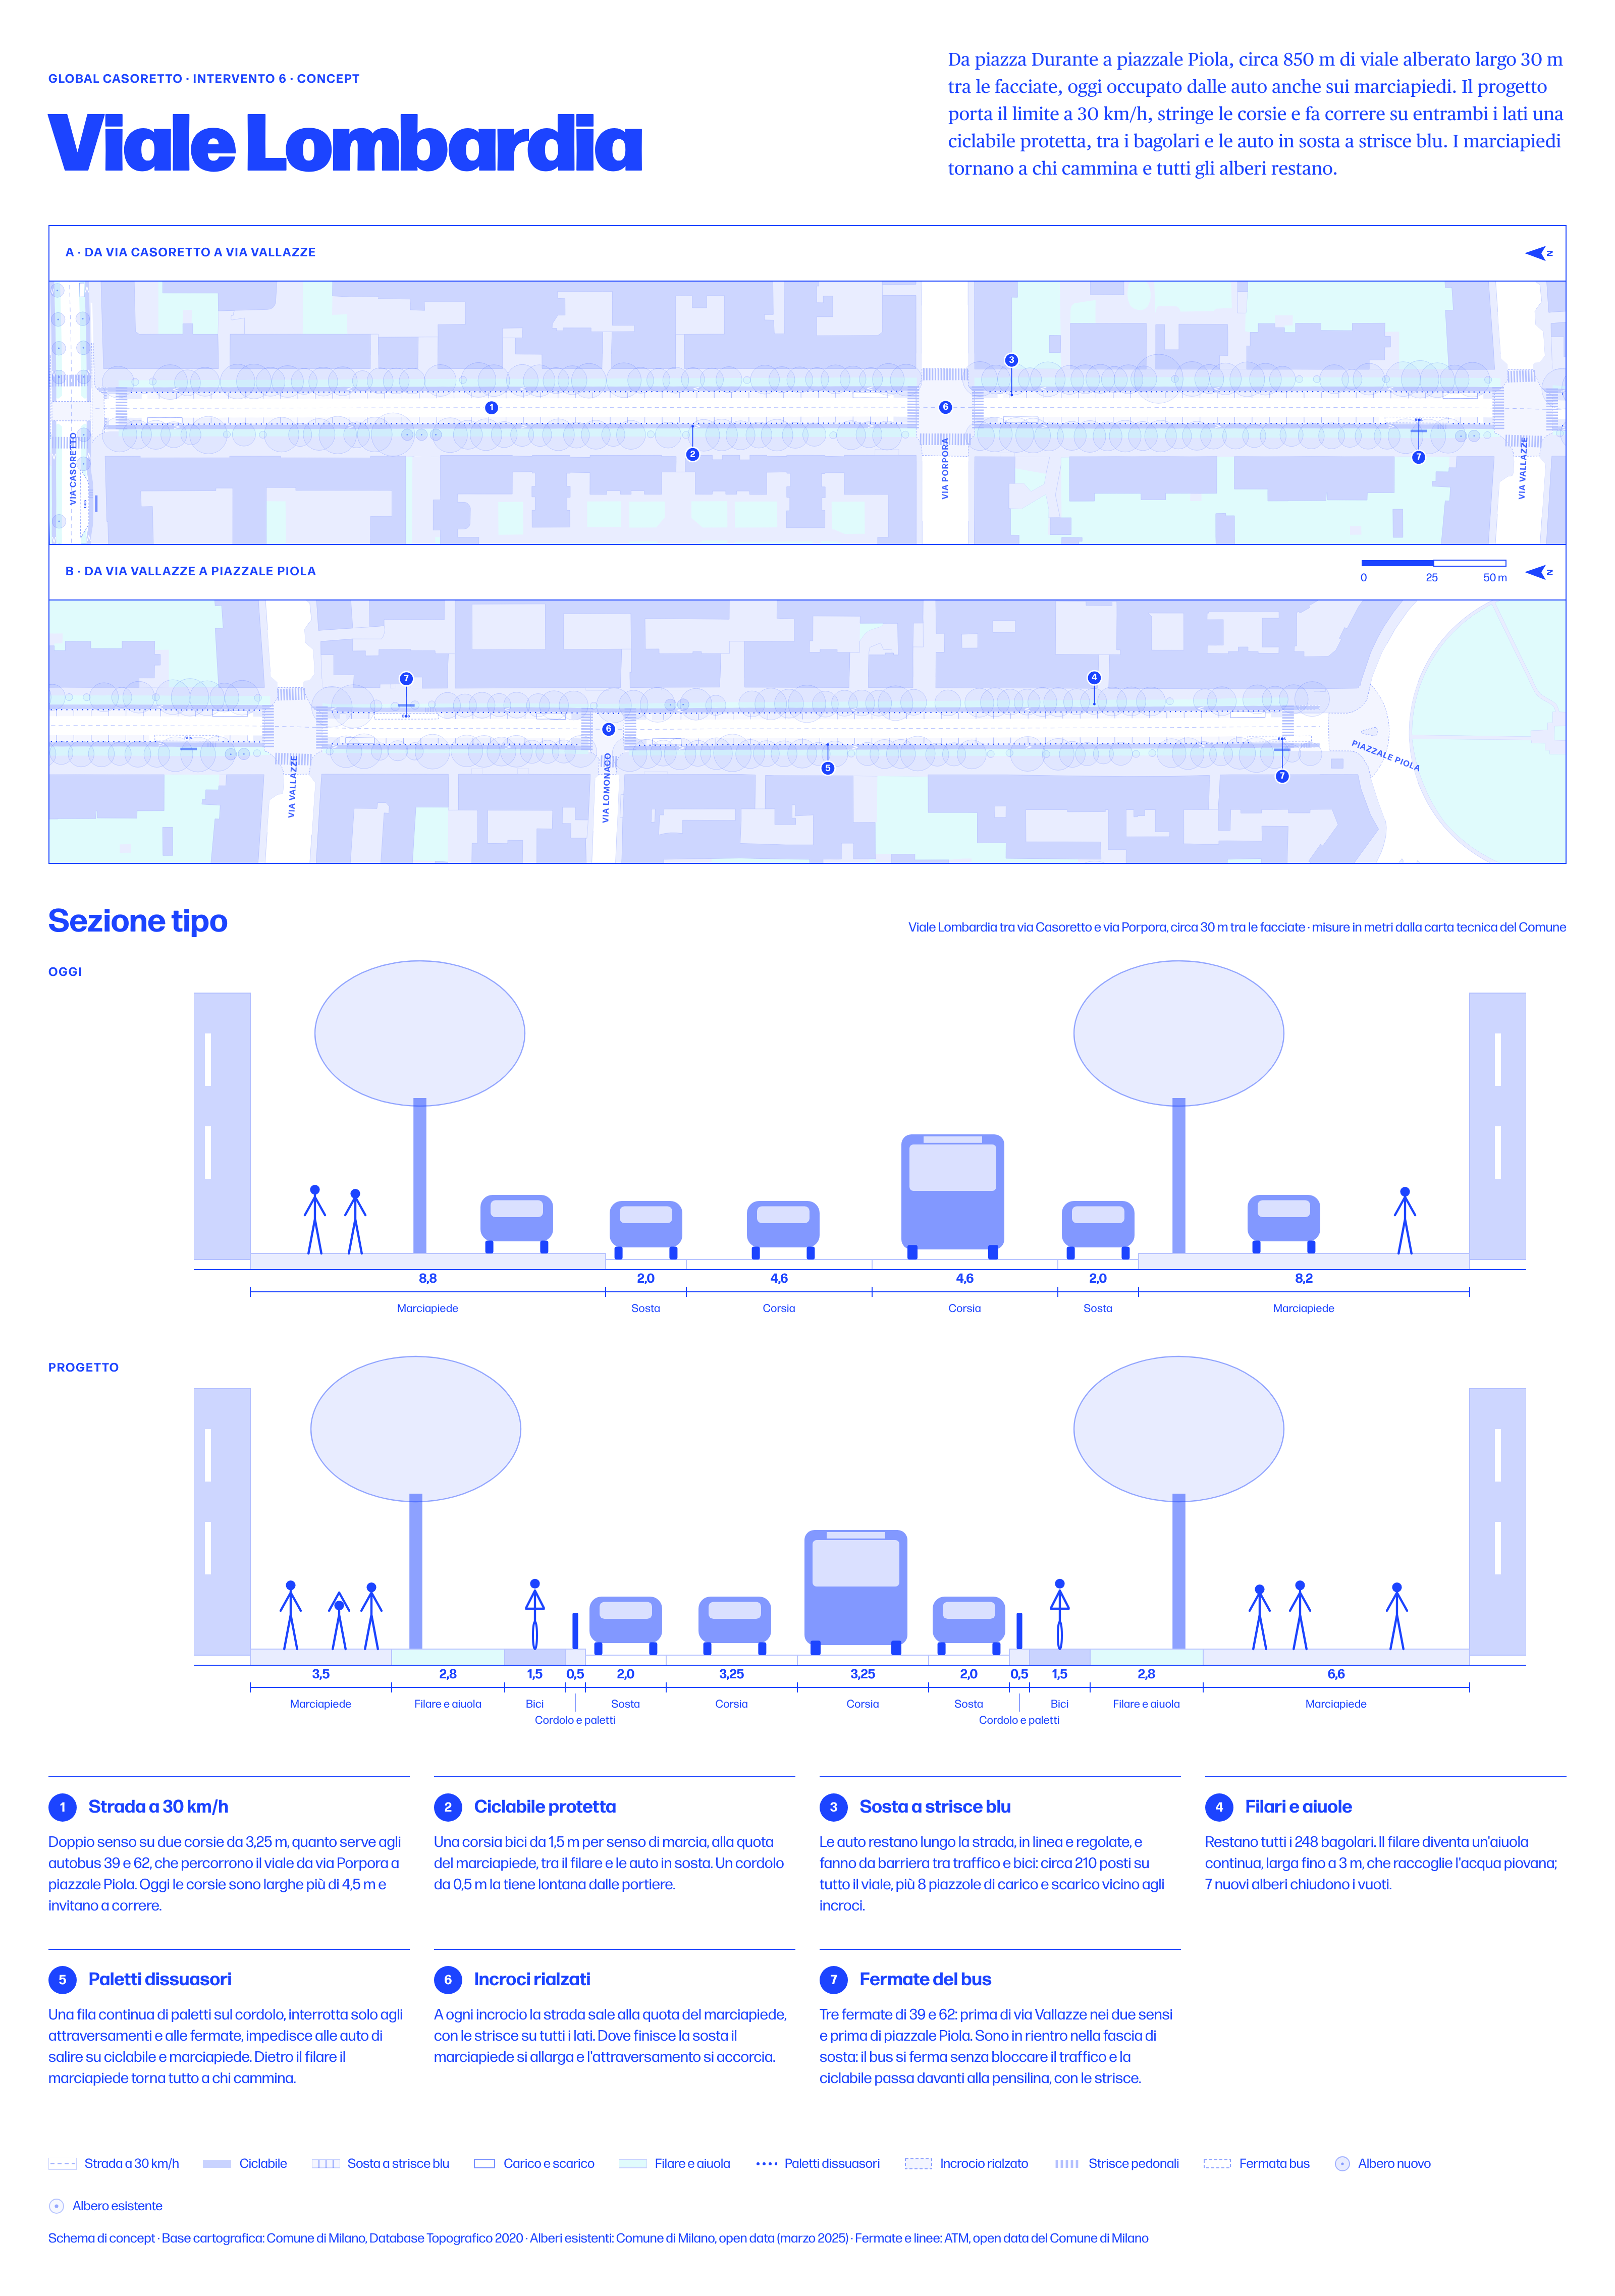 GLOBAL CASORETTO · INTERVENTO 6 · CONCEPT
Viale Lombardia
Da piazza Durante a piazzale Piola, circa 850 m di viale alberato largo 30 m
tra le facciate, oggi occupato dalle auto anche sui marciapiedi. Il progetto
porta il limite a 30 km/h, stringe le corsie e fa correre su entrambi i lati una
ciclabile protetta, tra i bagolari e le auto in sosta a strisce blu. I marciapiedi
tornano a chi cammina e tutti gli alberi restano.
A · DA VIA CASORETTO A VIA VALLAZZE
N
3
1
6
2
7
VIA CASORETTO
VIA PORPORA
VIA VALLAZZE
B · DA VIA VALLAZZE A PIAZZALE PIOLA
0 25 50 m
N
7
4
6
5
7
VIA VALLAZZE
VIA LOMONACO
PIAZZALE PIOLA
Sezione tipo
Viale Lombardia tra via Casoretto e via Porpora, circa 30 m tra le facciate · misure in metri dalla carta tecnica del Comune
OGGI
8,8 2,0 4,6 4,6 2,0 8,2
Marciapiede Sosta Corsia Corsia Sosta Marciapiede
PROGETTO
3,5 2,8 1,5 0,5 2,0 3,25 3,25 2,0 0,5 1,5 2,8 6,6
Marciapiede Filare e aiuola Bici Sosta Corsia Corsia Sosta Bici Filare e aiuola Marciapiede
Cordolo e paletti Cordolo e paletti
1 Strada a 30 km/h
Doppio senso su due corsie da 3,25 m, quanto serve agli
autobus 39 e 62, che percorrono il viale da via Porpora a
piazzale Piola. Oggi le corsie sono larghe più di 4,5 m e
invitano a correre.
2 Ciclabile protetta
Una corsia bici da 1,5 m per senso di marcia, alla quota
del marciapiede, tra il filare e le auto in sosta. Un cordolo
da 0,5 m la tiene lontana dalle portiere.
3 Sosta a strisce blu
Le auto restano lungo la strada, in linea e regolate, e
fanno da barriera tra traffico e bici: circa 210 posti su
tutto il viale, più 8 piazzole di carico e scarico vicino agli
incroci.
4 Filari e aiuole
Restano tutti i 248 bagolari. Il filare diventa un'aiuola
continua, larga fino a 3 m, che raccoglie l'acqua piovana;
7 nuovi alberi chiudono i vuoti.
5 Paletti dissuasori
Una fila continua di paletti sul cordolo, interrotta solo agli
attraversamenti e alle fermate, impedisce alle auto di
salire su ciclabile e marciapiede. Dietro il filare il
marciapiede torna tutto a chi cammina.
6 Incroci rialzati
A ogni incrocio la strada sale alla quota del marciapiede,
con le strisce su tutti i lati. Dove finisce la sosta il
marciapiede si allarga e l'attraversamento si accorcia.
7 Fermate del bus
Tre fermate di 39 e 62: prima di via Vallazze nei due sensi
e prima di piazzale Piola. Sono in rientro nella fascia di
sosta: il bus si ferma senza bloccare il traffico e la
ciclabile passa davanti alla pensilina, con le strisce.
Strada a 30 km/h Ciclabile Sosta a strisce blu Carico e scarico Filare e aiuola Paletti dissuasori Incrocio rialzato Strisce pedonali Fermata bus Albero nuovo
Albero esistente
Schema di concept · Base cartografica: Comune di Milano, Database Topografico 2020 · Alberi esistenti: Comune di Milano, open data (marzo 2025) · Fermate e linee: ATM, open data del Comune di Milano